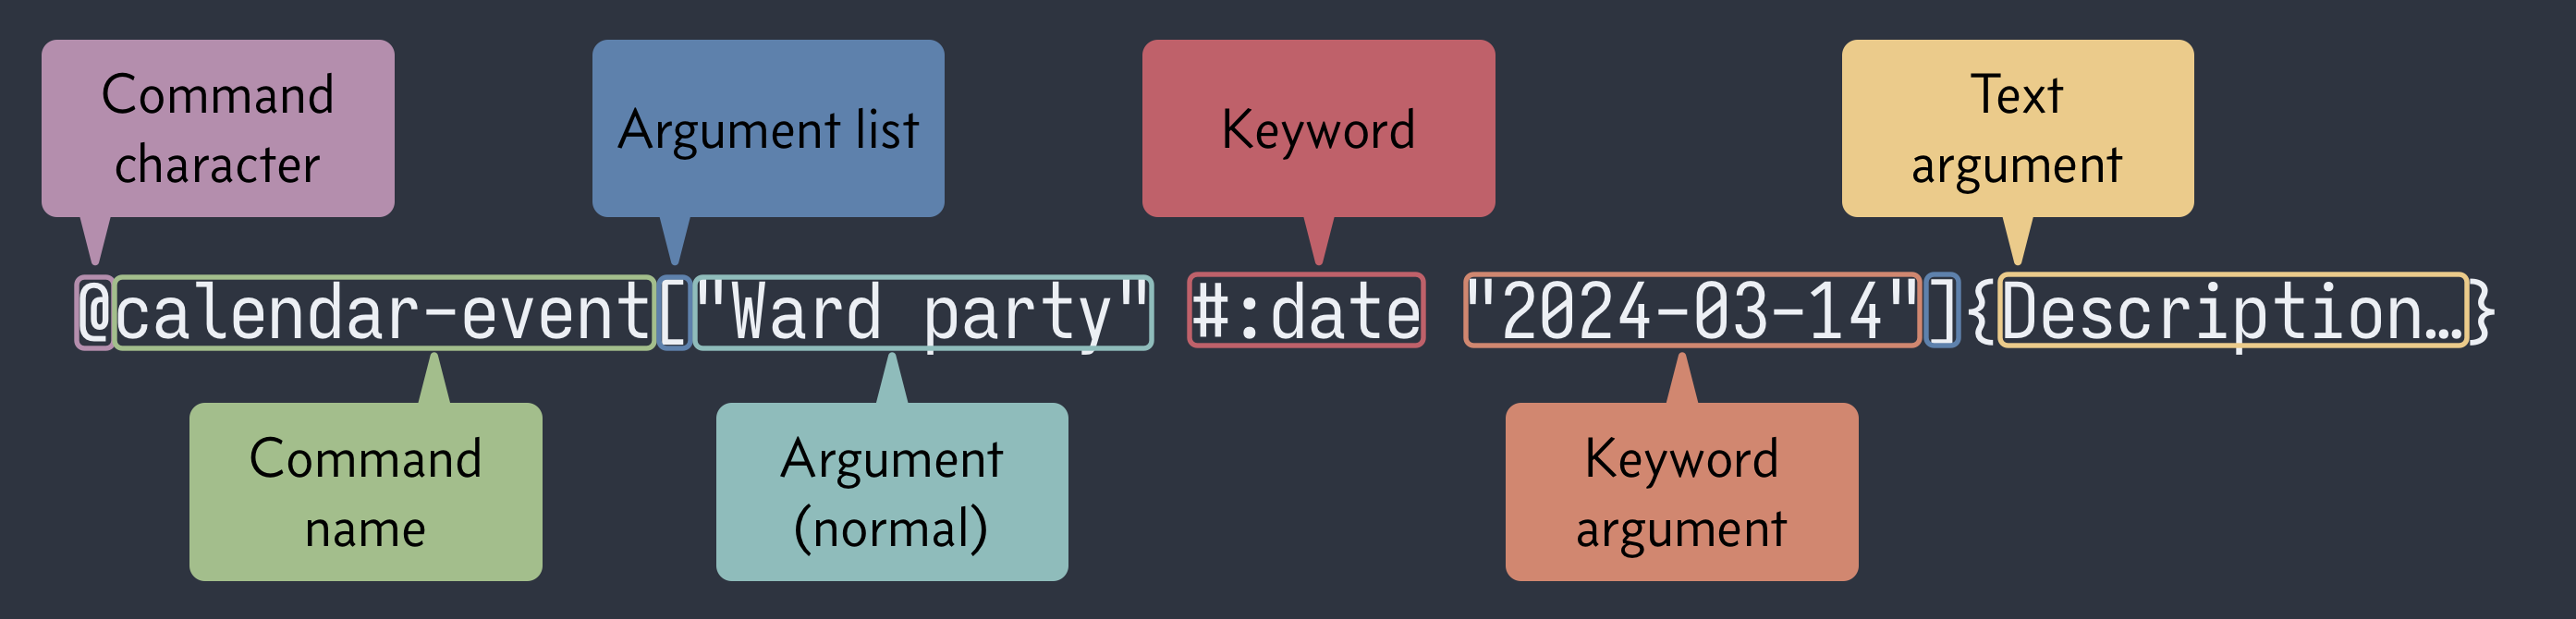 Command
character
Argument list
Keyword
Text
argument
@calendar-event["Ward party" #:date "2024-03-14"]{Description…}
Command
name
Argument
(normal)
Keyword
argument